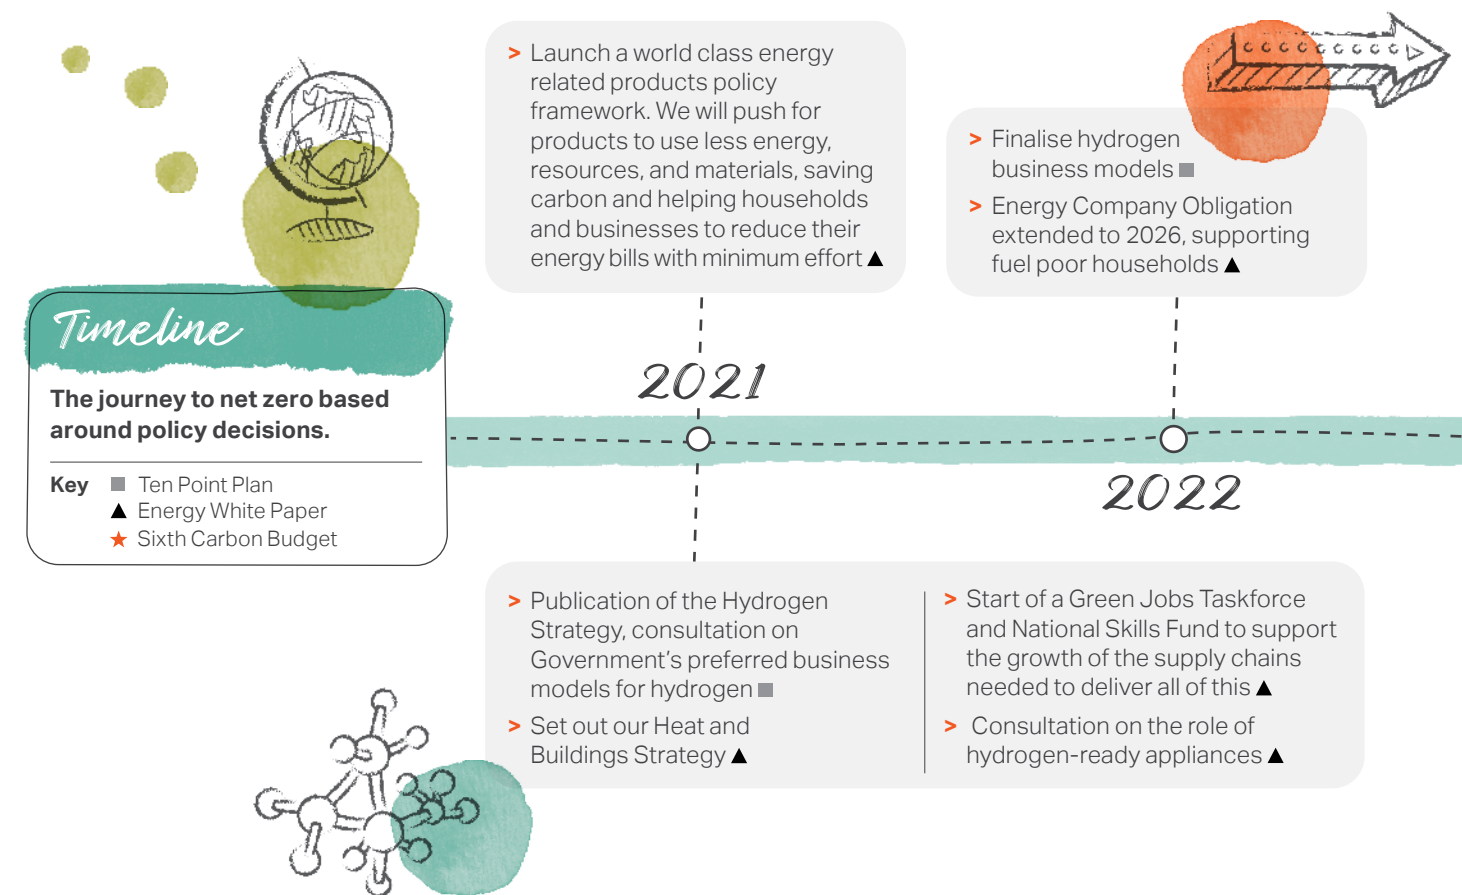 > Launch a world class energy
related products policy
framework. We will push for
products to use less energy,
resources, and materials, saving
carbon and helping households
and businesses to reduce their
energy bills with minimum effort ▲
> Finalise hydrogen
business models ■
> Energy Company Obligation
extended to 2026, supporting
fuel poor households ▲
Timeline
The journey to net zero based
around policy decisions.
Key ■ Ten Point Plan
▲ Energy White Paper
★ Sixth Carbon Budget
2021
2022
> Publication of the Hydrogen
Strategy, consultation on
Government’s preferred business
models for hydrogen ■
> Set out our Heat and
Buildings Strategy ▲
> Start of a Green Jobs Taskforce
and National Skills Fund to support
the growth of the supply chains
needed to deliver all of this ▲
> Consultation on the role of
hydrogen-ready appliances ▲